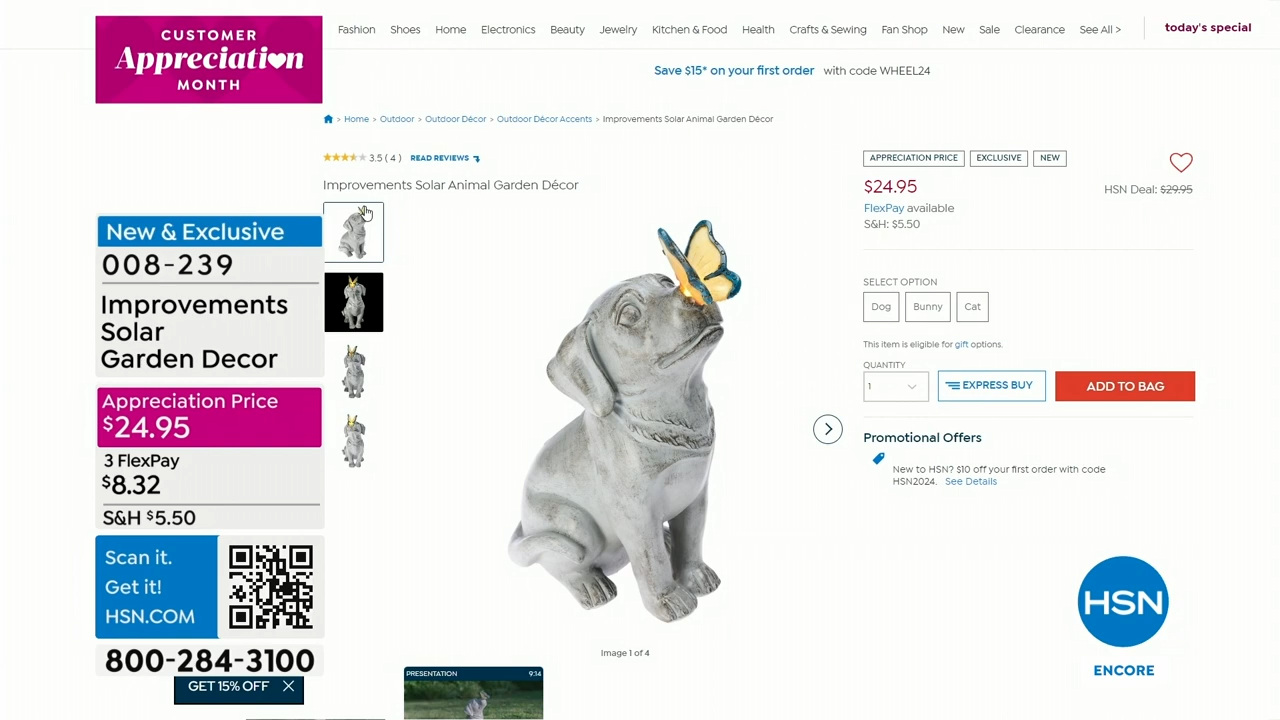 CUSTOMER
Appreciation
MONTH
Fashion Shoes Home Electronics Beauty Jewelry Kitchen & Food Health Crafts & Sewing Fan Shop New Sale Clearance See All > today's special
Save $15* on your first order with code WHEEL24
> Home > Outdoor > Outdoor Décor > Outdoor Décor Accents > Improvements Solar Animal Garden Décor
3.5 ( 4 ) READ REVIEWS
Improvements Solar Animal Garden Décor
New & Exclusive
008-239
Improvements
Solar
Garden Decor
Appreciation Price
$24.95
3 FlexPay
$8.32
S&H $5.50
Scan it.
Get it!
HSN.COM
800-284-3100
GET 15% OFF
APPRECIATION PRICE EXCLUSIVE NEW
$24.95
HSN Deal: $29.95
FlexPay available
S&H: $5.50
SELECT OPTION
Dog Bunny Cat
This item is eligible for gift options.
QUANTITY
1 EXPRESS BUY ADD TO BAG
Promotional Offers
New to HSN? $10 off your first order with code
HSN2024. See Details
Image 1 of 4
PRESENTATION 9:14
HSN
ENCORE